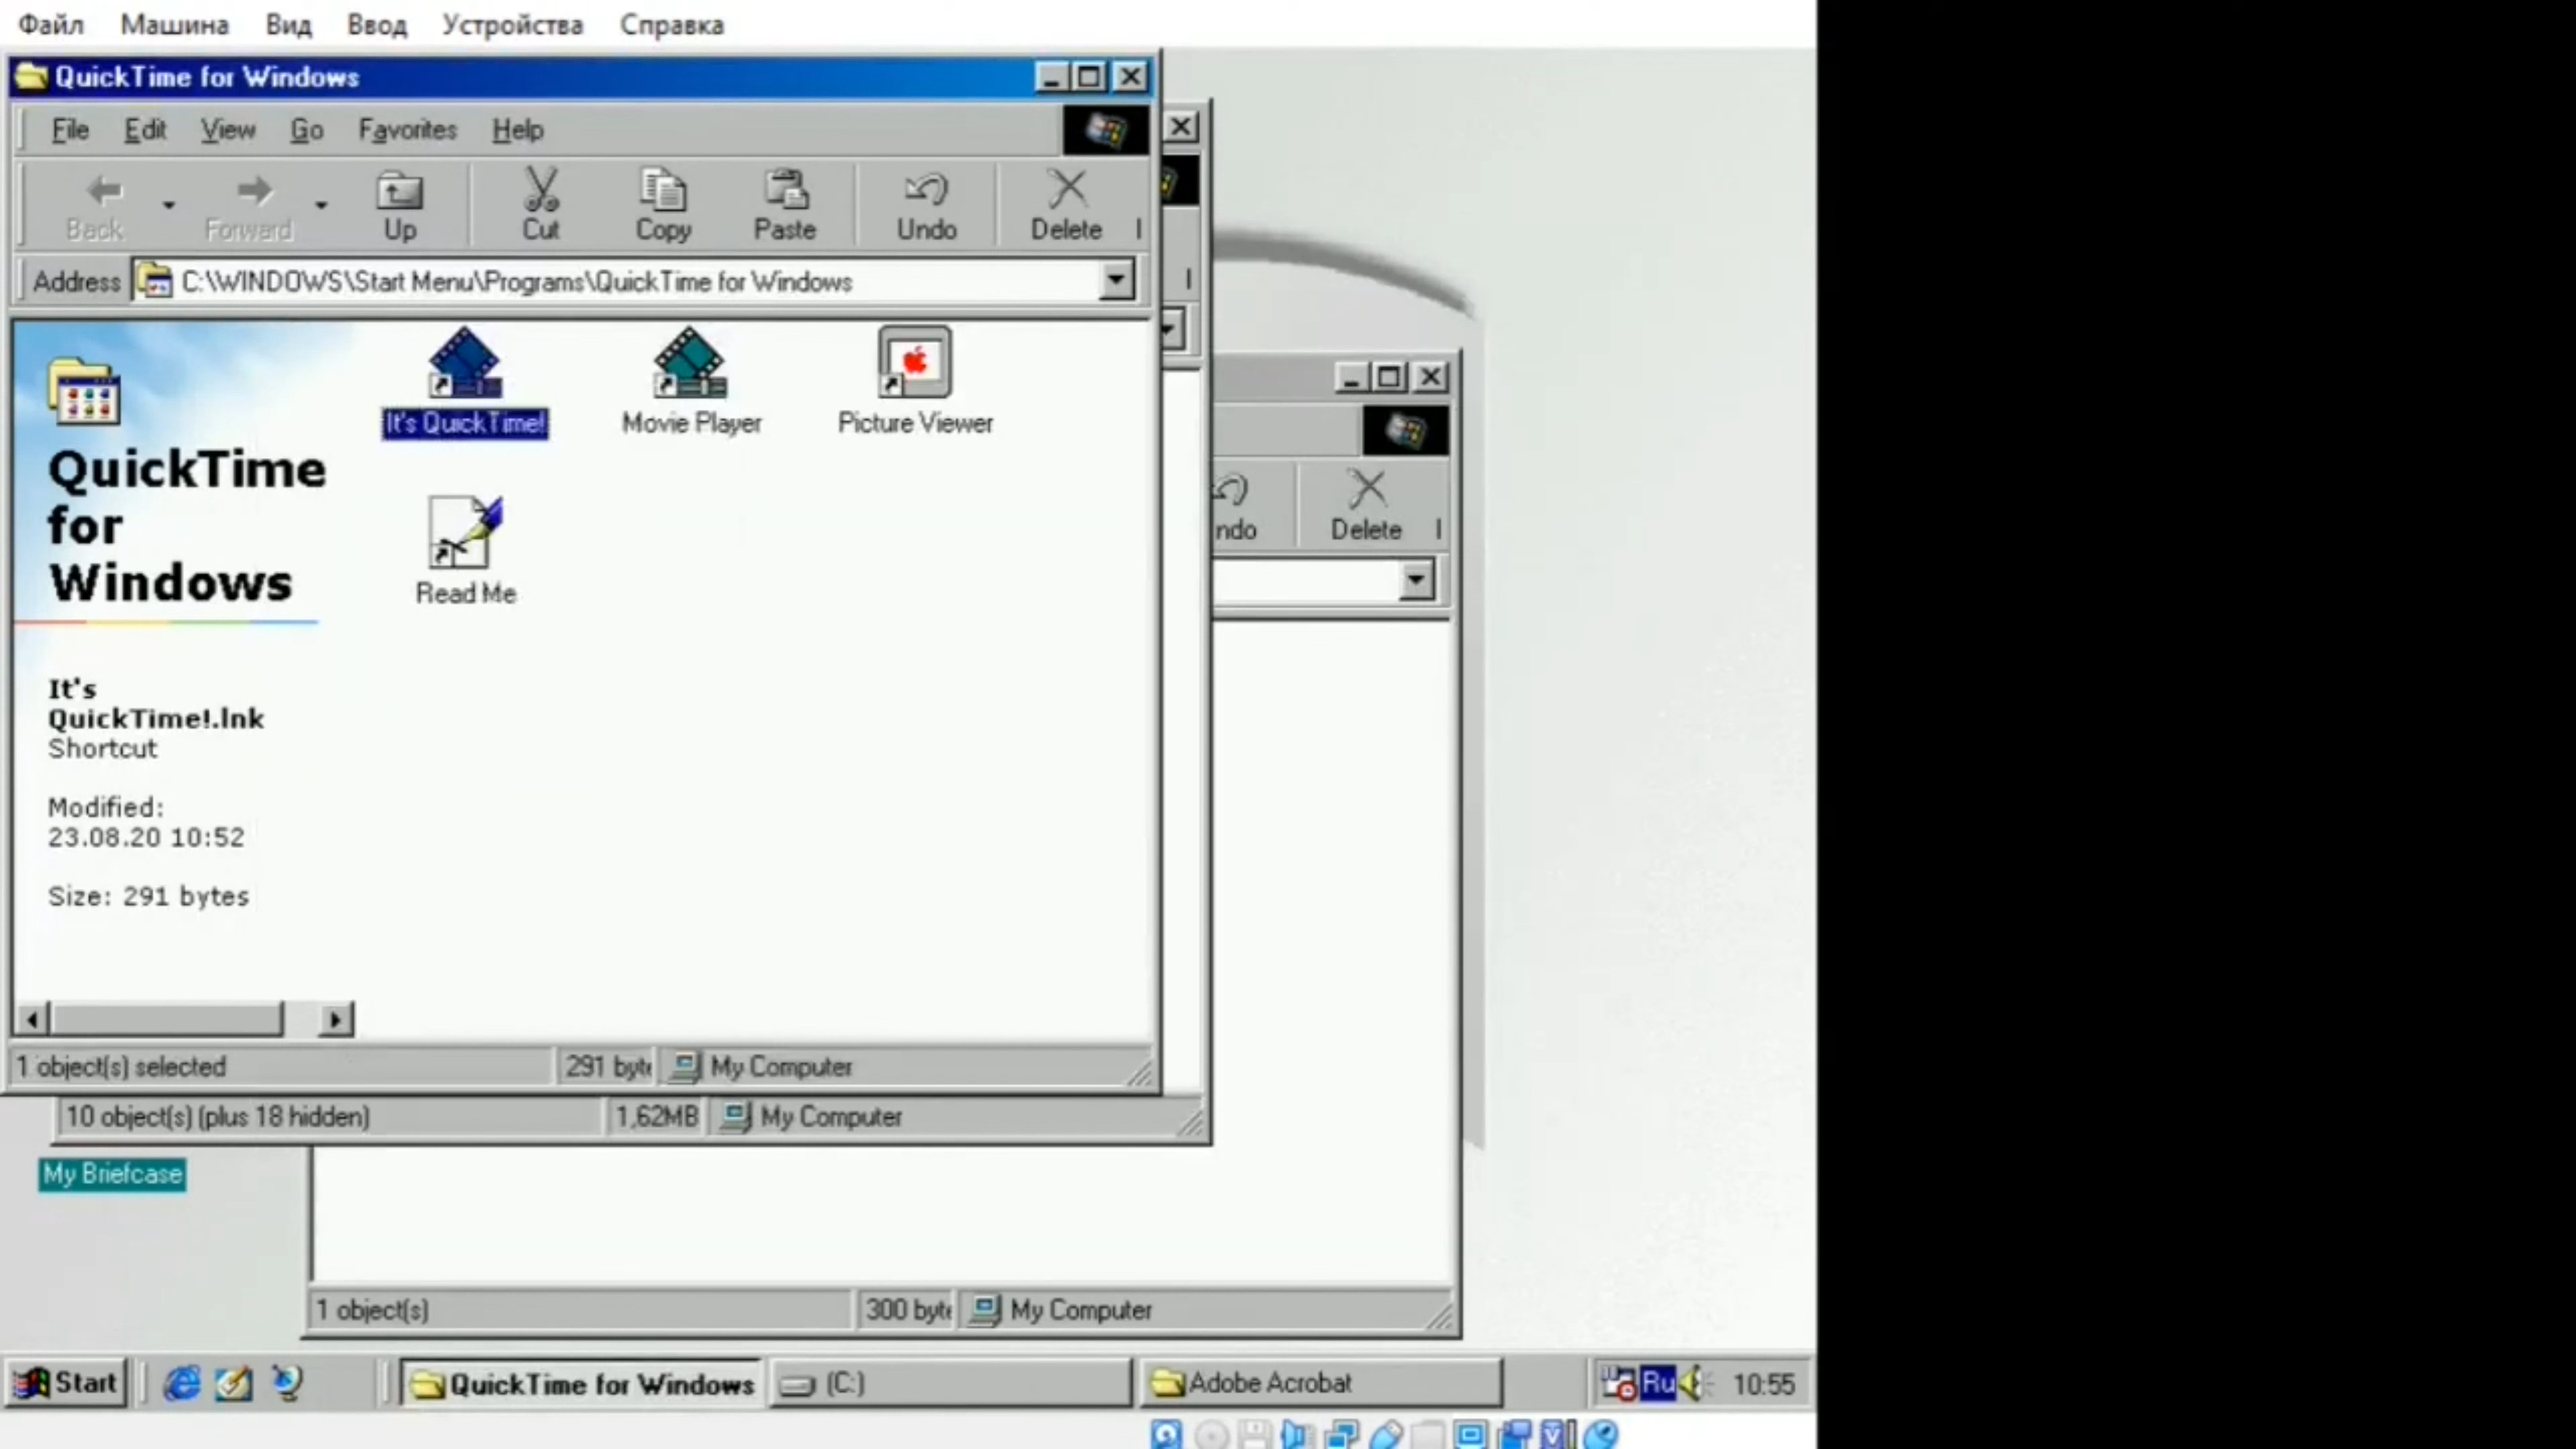 Файл Машина Вид Ввод Устройства Справка
QuickTime for Windows
File Edit View Go Favorites Help
Back Forward Up Cut Copy Paste Undo Delete
Address C:\WINDOWS\Start Menu\Programs\QuickTime for Windows
It's QuickTime! Movie Player Picture Viewer
Read Me
QuickTime
for
Windows
It's
QuickTime!.lnk
Shortcut
Modified:
23.08.20 10:52
Size: 291 bytes
ndo Delete
1 object(s) selected 291 byte My Computer
10 object(s) (plus 18 hidden) 1,62MB My Computer
My Briefcase
1 object(s) 300 byte My Computer
Start QuickTime for Windows (C:) Adobe Acrobat Ru 10:55